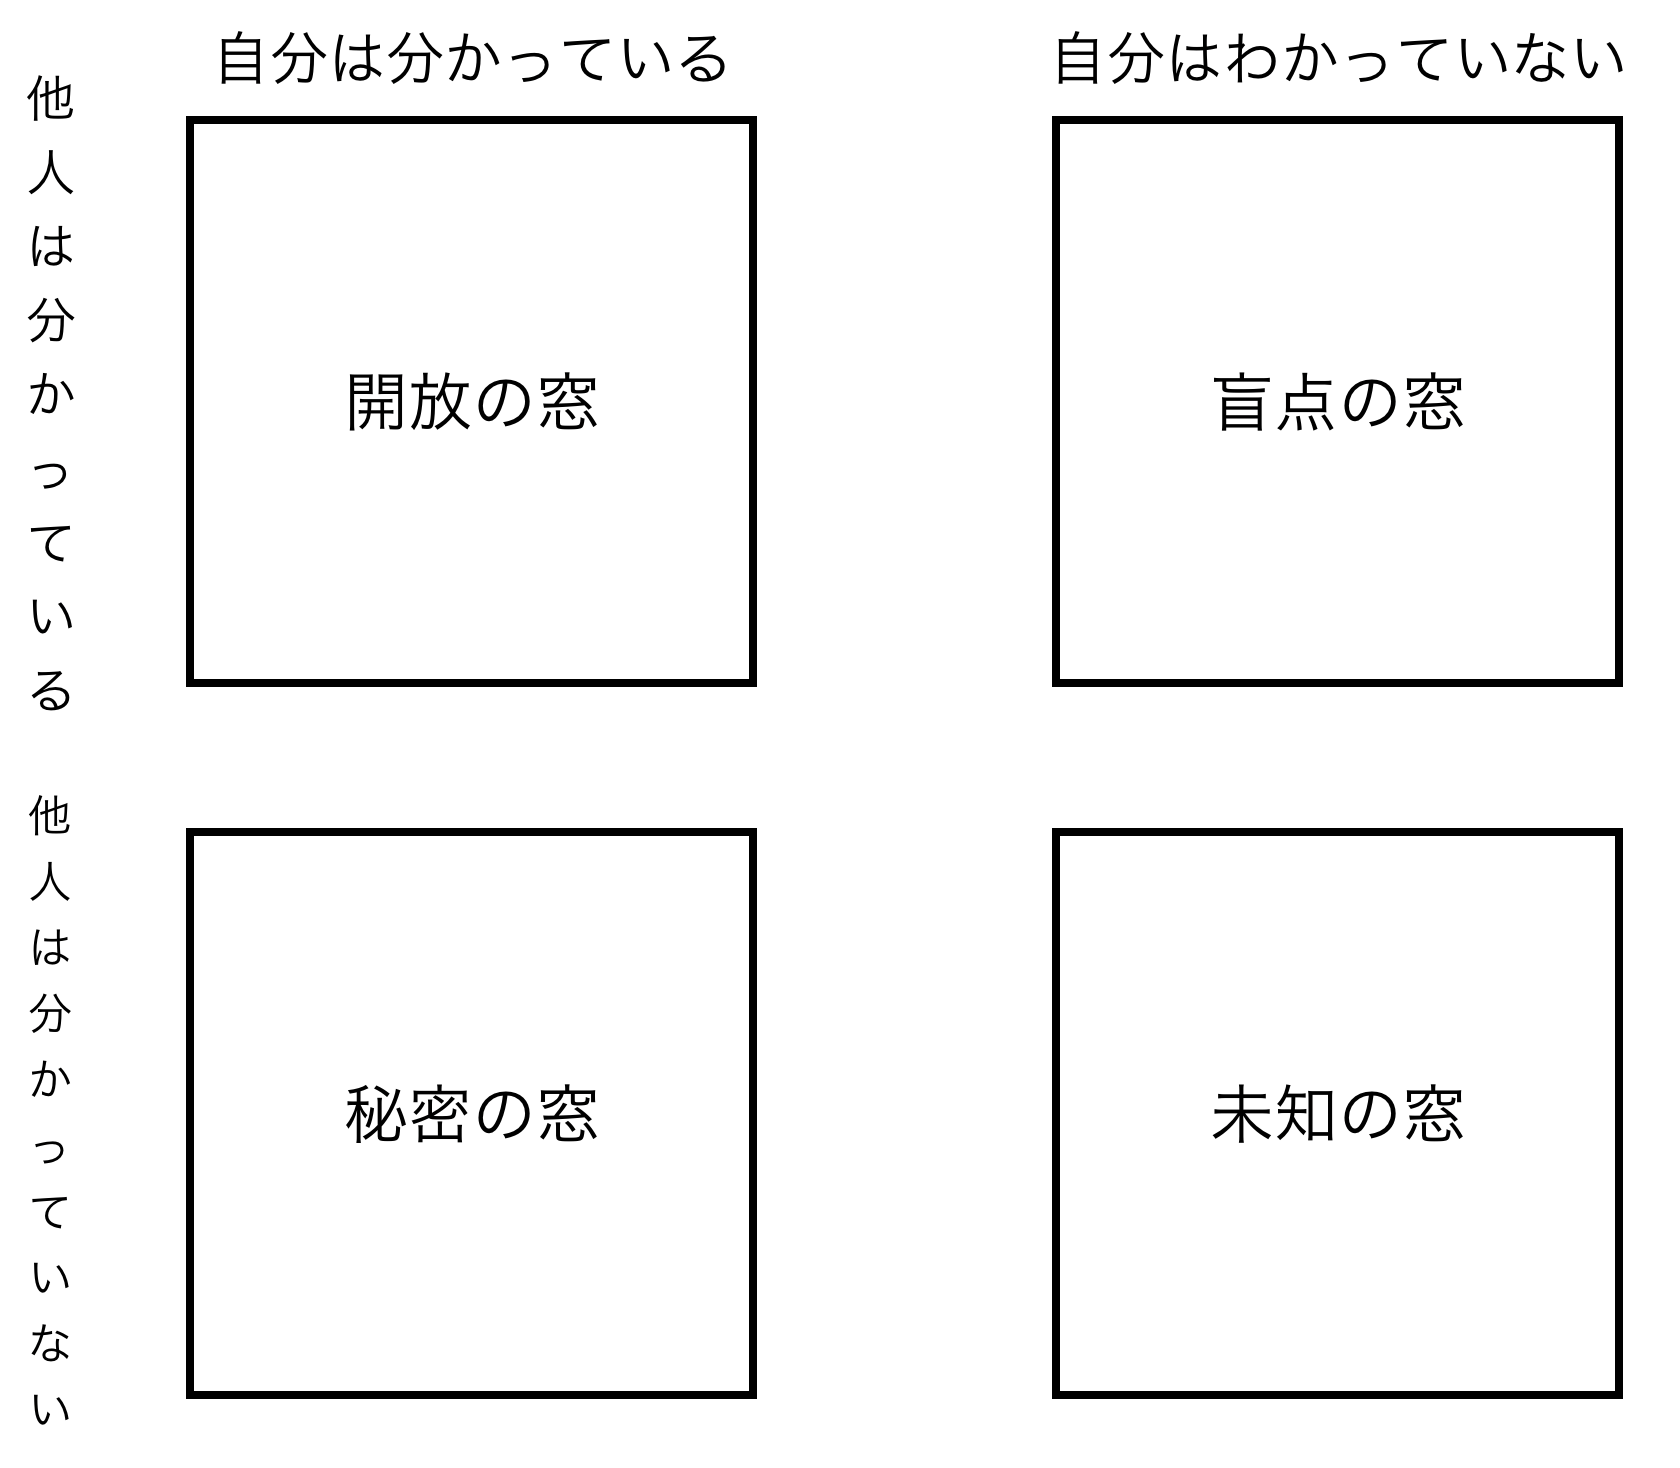 自分は分かっている
自分はわかっていない
他人は分かっている
開放の窓
盲点の窓
他人は分かっていない
秘密の窓
未知の窓